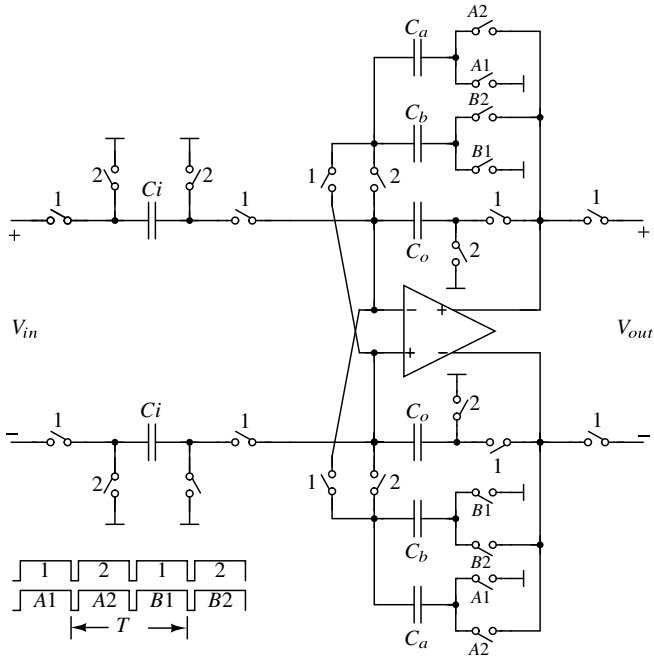 A2
C_a
A1
B2
C_b
B1
1 2
2 2
1 Ci 1 1 1
+ C_o 2 +
− +
V_in V_out
+ −
C_o 2
1 Ci 1 1
− 1 −
2 1 2 B1
C_b B2
1 2 1 2
A1 A2 B1 B2 A1
T C_a
A2